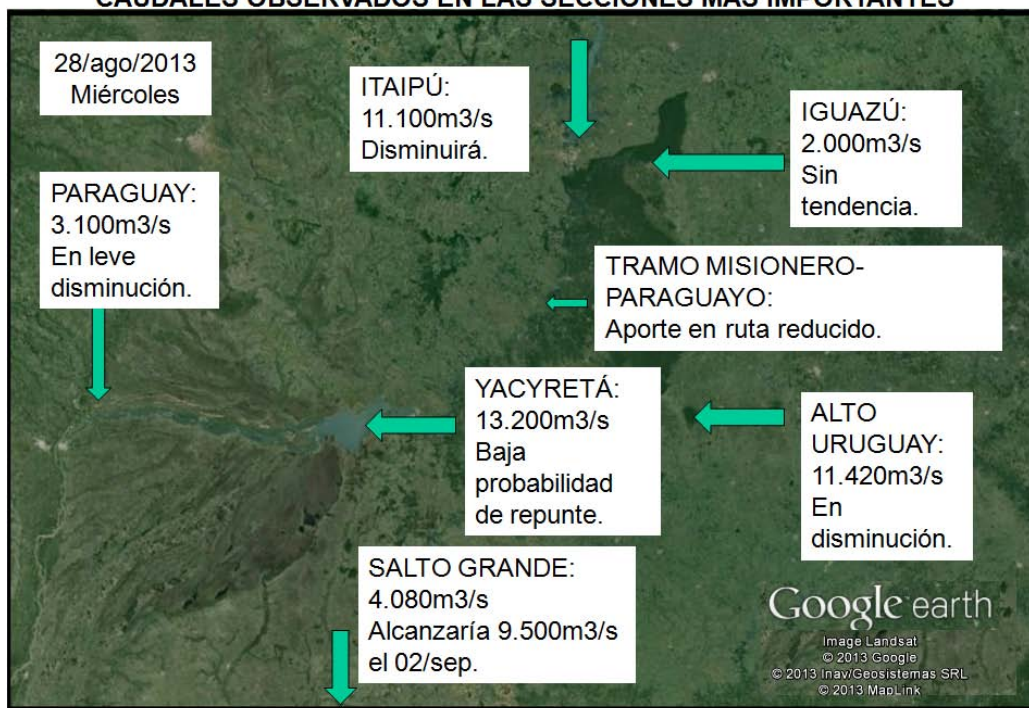 CAUDALES OBSERVADOS EN LAS SECCIONES MAS IMPORTANTES
28/ago/2013
Miércoles
ITAIPÚ:
11.100m3/s
Disminuirá.
IGUAZÚ:
2.000m3/s
Sin
tendencia.
PARAGUAY:
3.100m3/s
En leve
disminución.
TRAMO MISIONERO-
PARAGUAYO:
Aporte en ruta reducido.
YACYRETÁ:
13.200m3/s
Baja
probabilidad
de repunte.
ALTO
URUGUAY:
11.420m3/s
En
disminución.
SALTO GRANDE:
4.080m3/s
Alcanzaría 9.500m3/s
el 02/sep.
Google earth
Image Landsat
© 2013 Google
© 2013 Inav/Geosistemas SRL
© 2013 MapLink